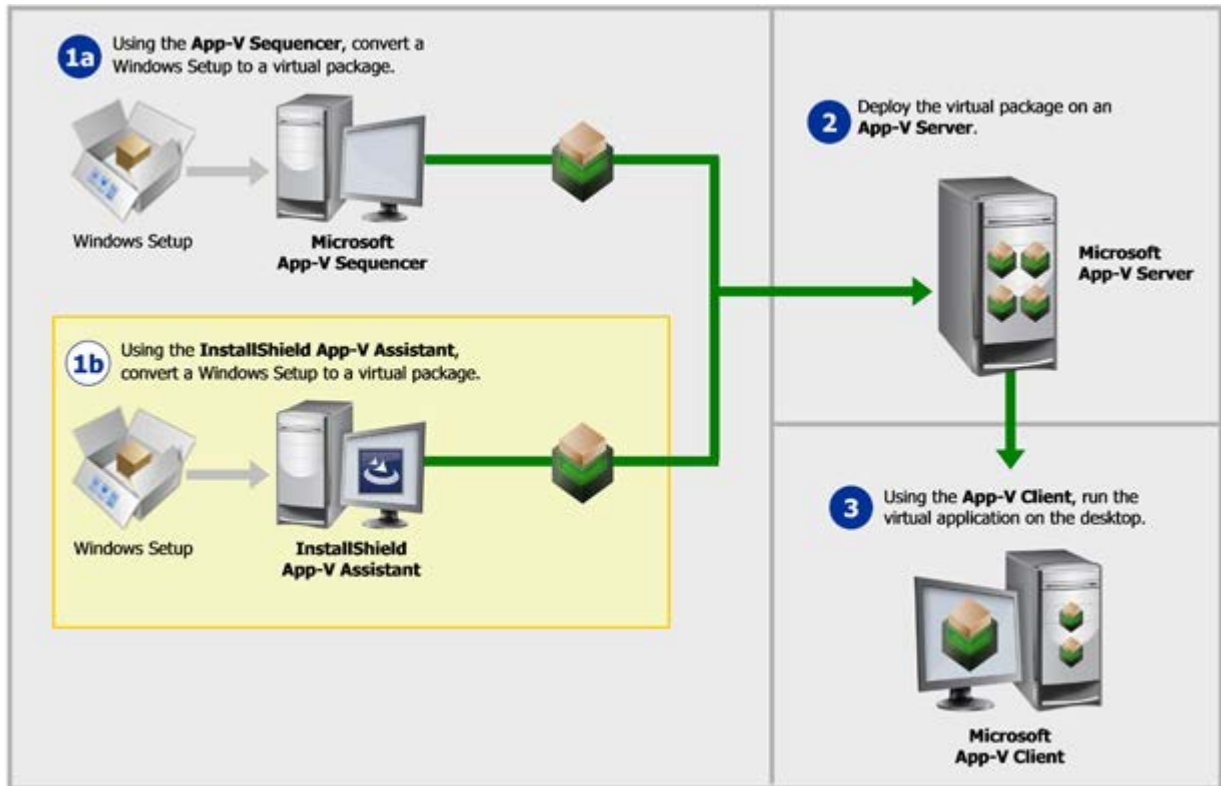 1a
Using the App-V Sequencer, convert a
Windows Setup to a virtual package.
Windows Setup
Microsoft
App-V Sequencer
1b
Using the InstallShield App-V Assistant,
convert a Windows Setup to a virtual package.
Windows Setup
InstallShield
App-V Assistant
2
Deploy the virtual package on an
App-V Server.
Microsoft
App-V Server
3
Using the App-V Client, run the
virtual application on the desktop.
Microsoft
App-V Client